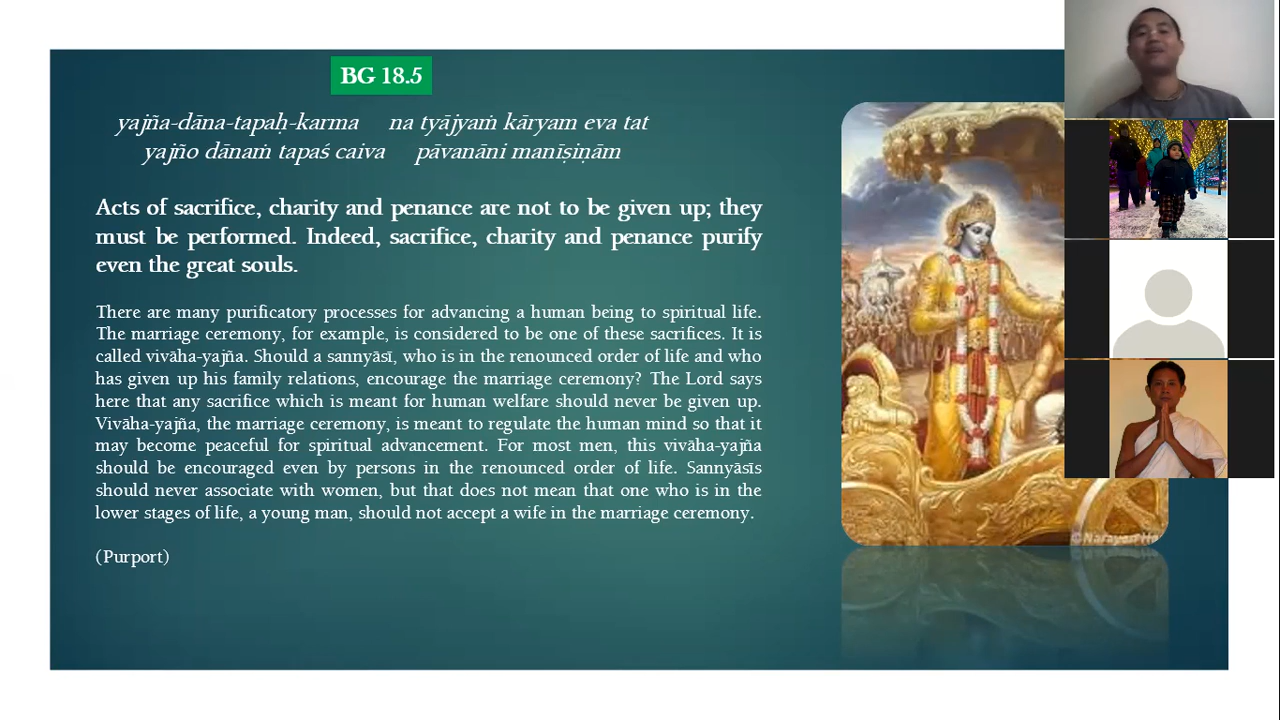 BG 18.5
yajña-dāna-tapaḥ-karma na tyājyaṁ kāryam eva tat
yajño dānaṁ tapaś caiva pāvanāni manīṣiṇām
Acts of sacrifice, charity and penance are not to be given up; they
must be performed. Indeed, sacrifice, charity and penance purify
even the great souls.
There are many purificatory processes for advancing a human being to spiritual life.
The marriage ceremony, for example, is considered to be one of these sacrifices. It is
called vivāha-yajña. Should a sannyāsī, who is in the renounced order of life and who
has given up his family relations, encourage the marriage ceremony? The Lord says
here that any sacrifice which is meant for human welfare should never be given up.
Vivāha-yajña, the marriage ceremony, is meant to regulate the human mind so that it
may become peaceful for spiritual advancement. For most men, this vivāha-yajña
should be encouraged even by persons in the renounced order of life. Sannyāsīs
should never associate with women, but that does not mean that one who is in the
lower stages of life, a young man, should not accept a wife in the marriage ceremony.
(Purport)